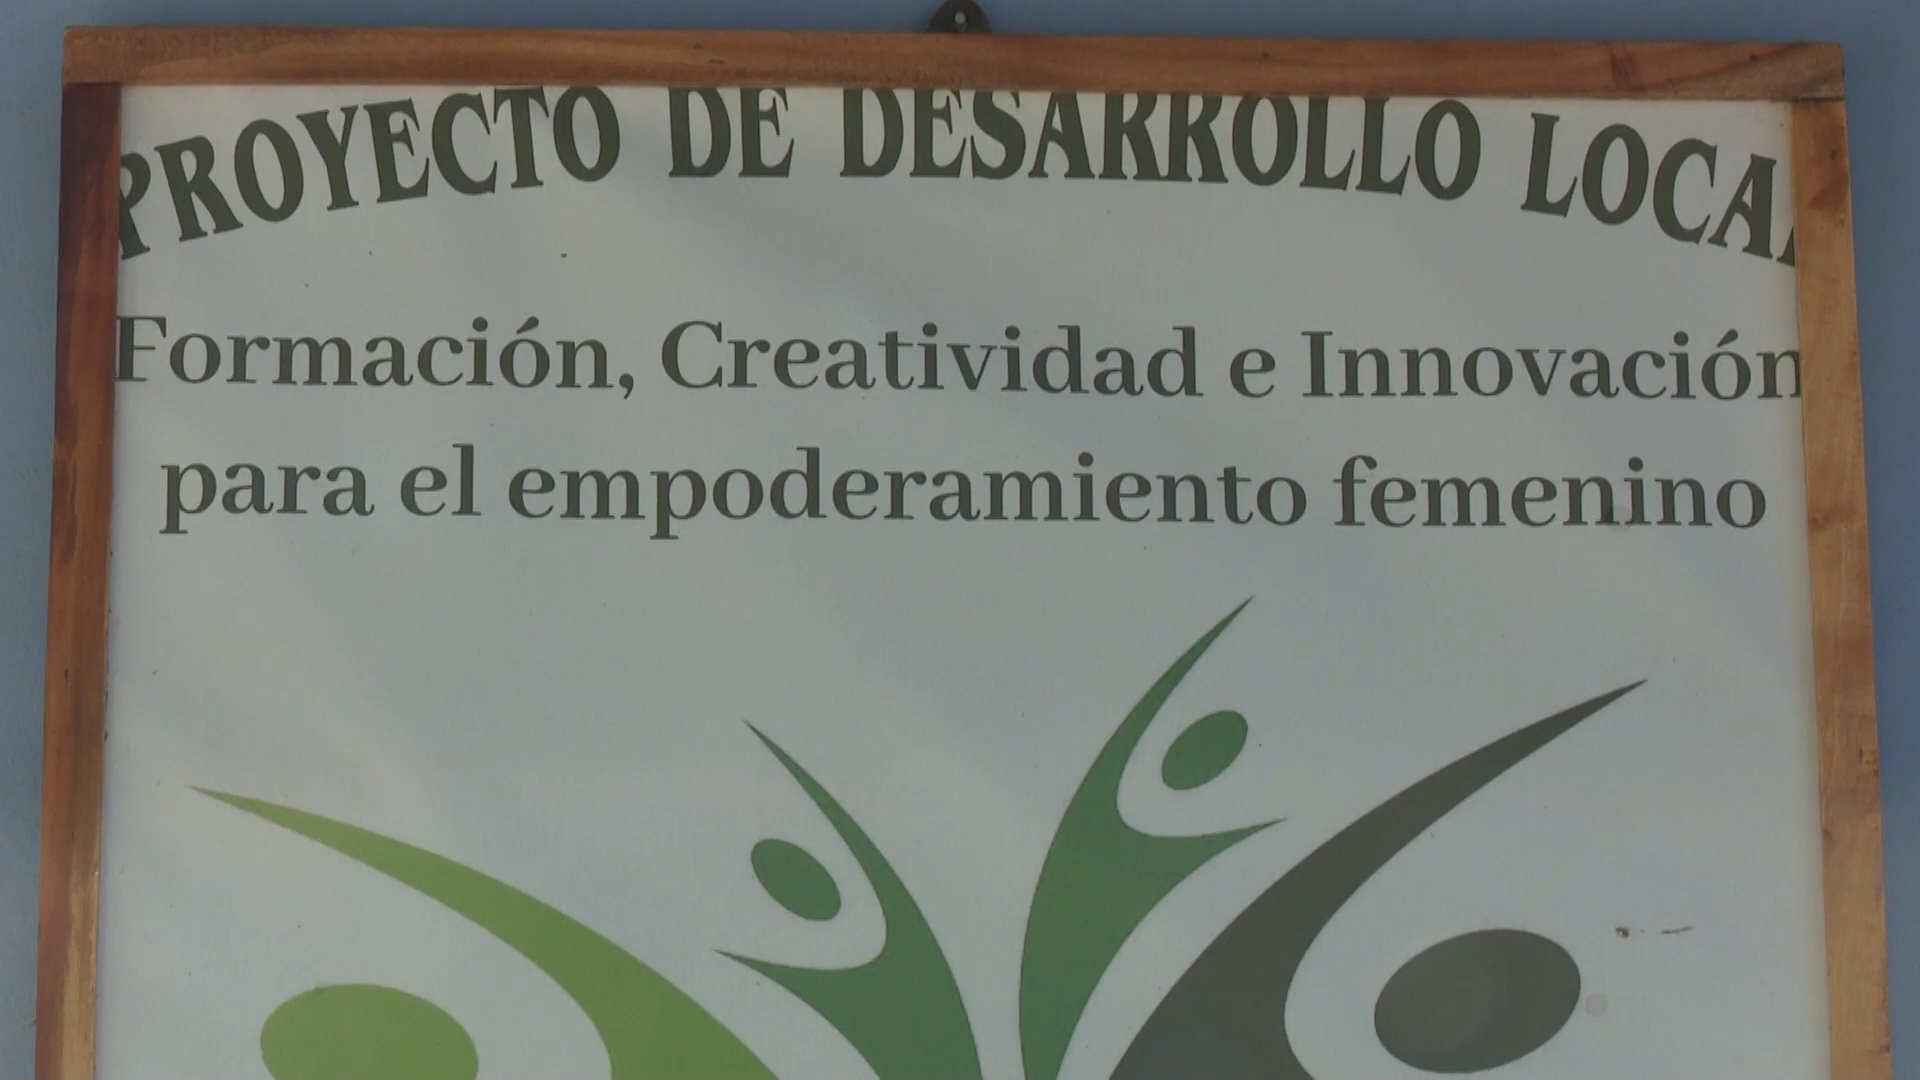 PROYECTO DE DESARROLLO LOCAL
Formación, Creatividad e Innovación
para el empoderamiento femenino